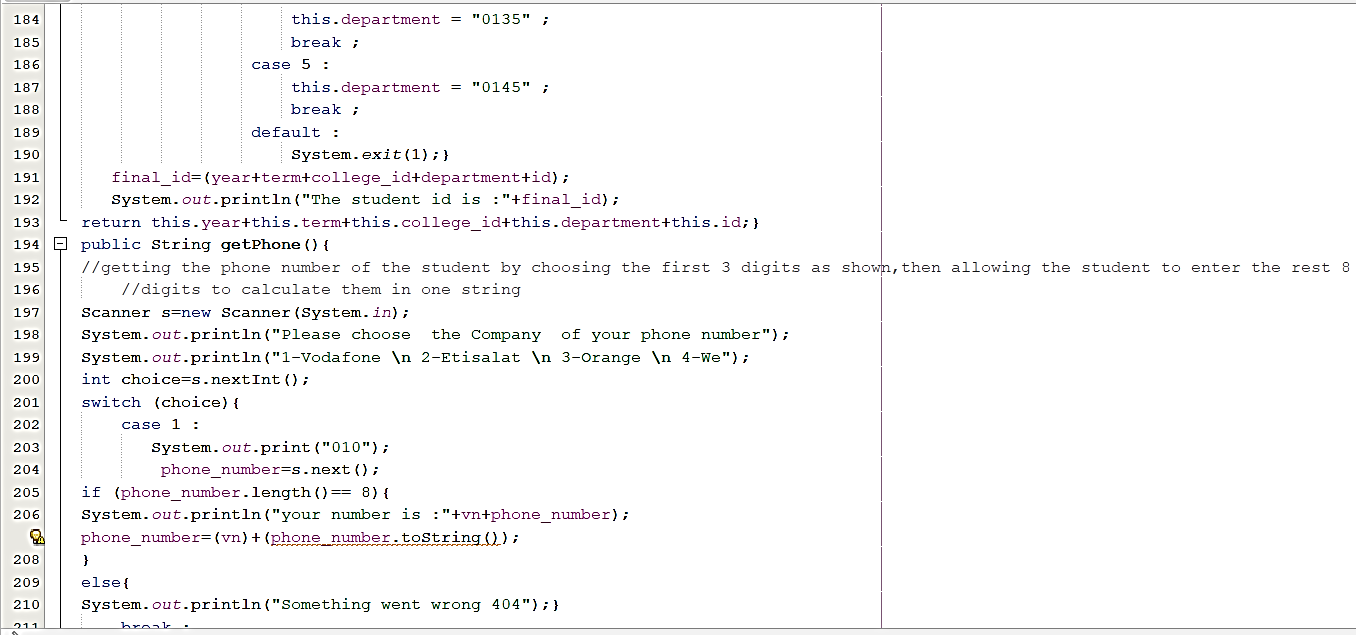 184 this.department = "0135" ;
185 break ;
186 case 5 :
187 this.department = "0145" ;
188 break ;
189 default :
190 System.exit(1);}
191 final_id=(year+term+college_id+department+id);
192 System.out.println("The student id is :"+final_id);
193 return this.year+this.term+this.college_id+this.department+this.id;}
194 public String getPhone(){
195 //getting the phone number of the student by choosing the first 3 digits as shown,then allowing the student to enter the rest 8
196 //digits to calculate them in one string
197 Scanner s=new Scanner(System.in);
198 System.out.println("Please choose  the Company  of your phone number");
199 System.out.println("1-Vodafone \n 2-Etisalat \n 3-Orange \n 4-We");
200 int choice=s.nextInt();
201 switch (choice){
202 case 1 :
203 System.out.print("010");
204 phone_number=s.next();
205 if (phone_number.length()== 8){
206 System.out.println("your number is :"+vn+phone_number);
phone_number=(vn)+(phone_number.toString());
208 }
209 else{
210 System.out.println("Something went wrong 404");}
211 break ;